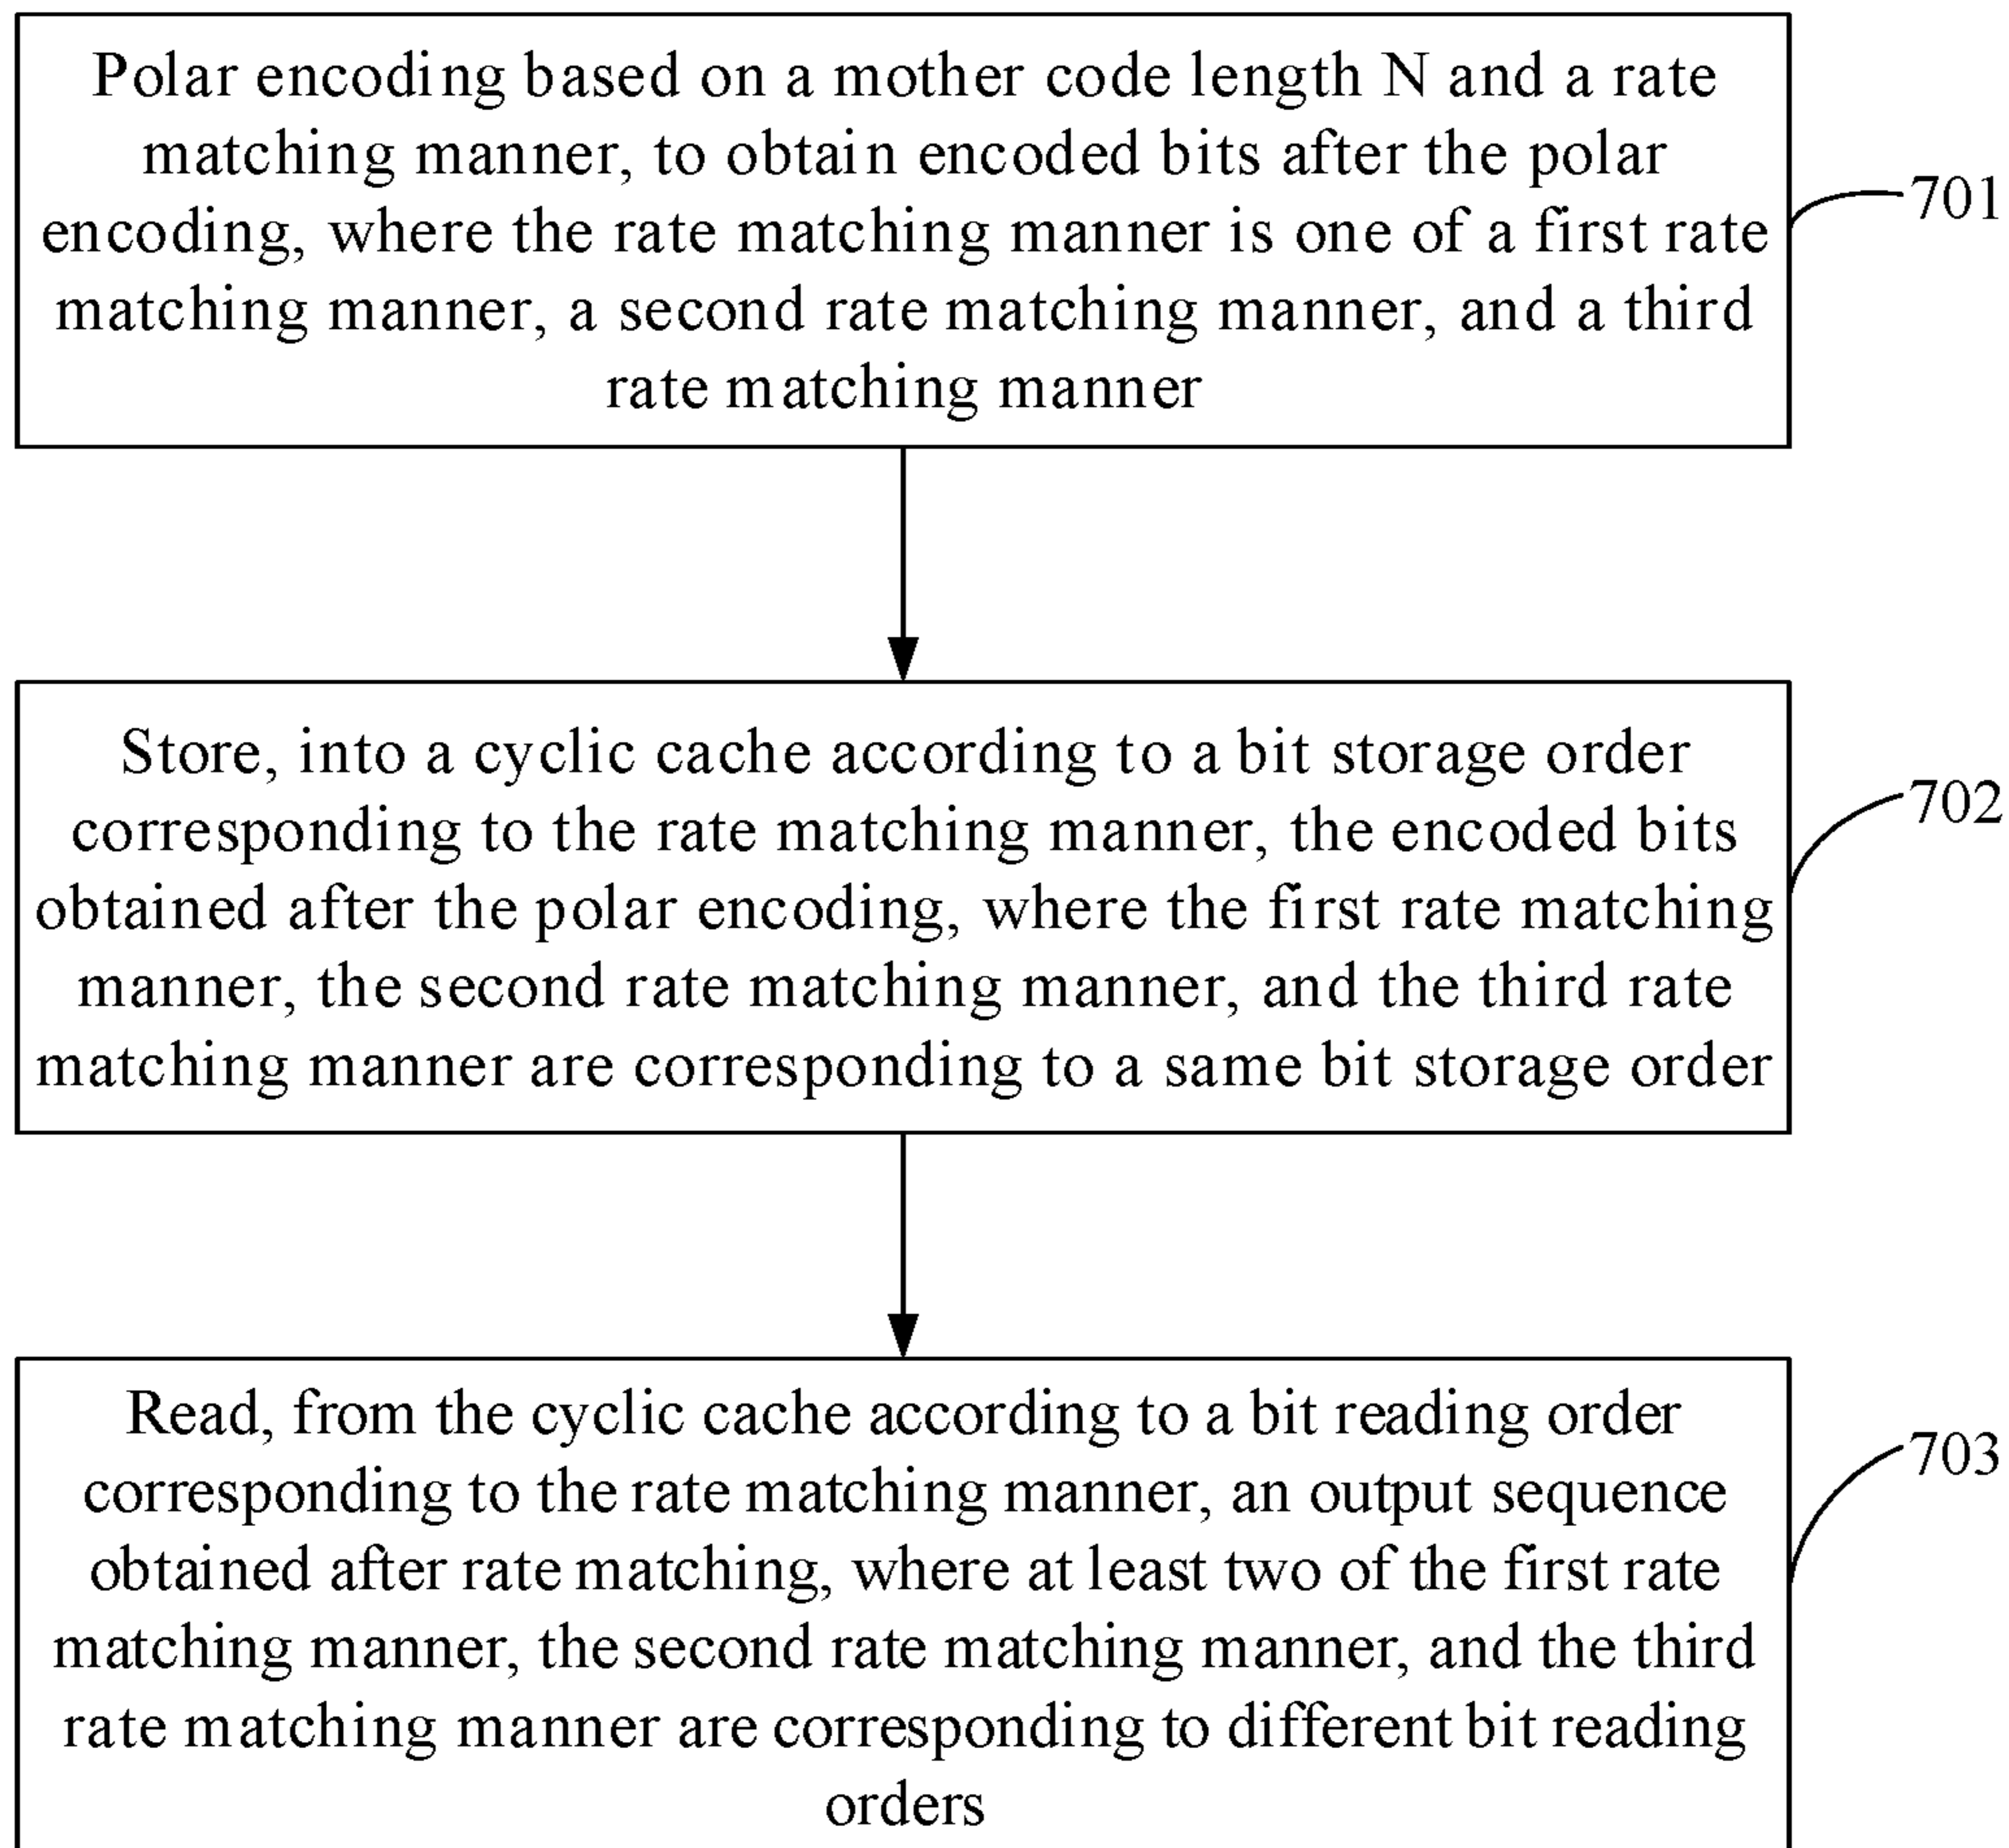 Polar encoding based on a mother code length N and a rate
matching manner, to obtain encoded bits after the polar
encoding, where the rate matching manner is one of a first rate
matching manner, a second rate matching manner, and a third
rate matching manner
701
Store, into a cyclic cache according to a bit storage order
corresponding to the rate matching manner, the encoded bits
obtained after the polar encoding, where the first rate matching
manner, the second rate matching manner, and the third rate
matching manner are corresponding to a same bit storage order
702
Read, from the cyclic cache according to a bit reading order
corresponding to the rate matching manner, an output sequence
obtained after rate matching, where at least two of the first rate
matching manner, the second rate matching manner, and the third
rate matching manner are corresponding to different bit reading
orders
703